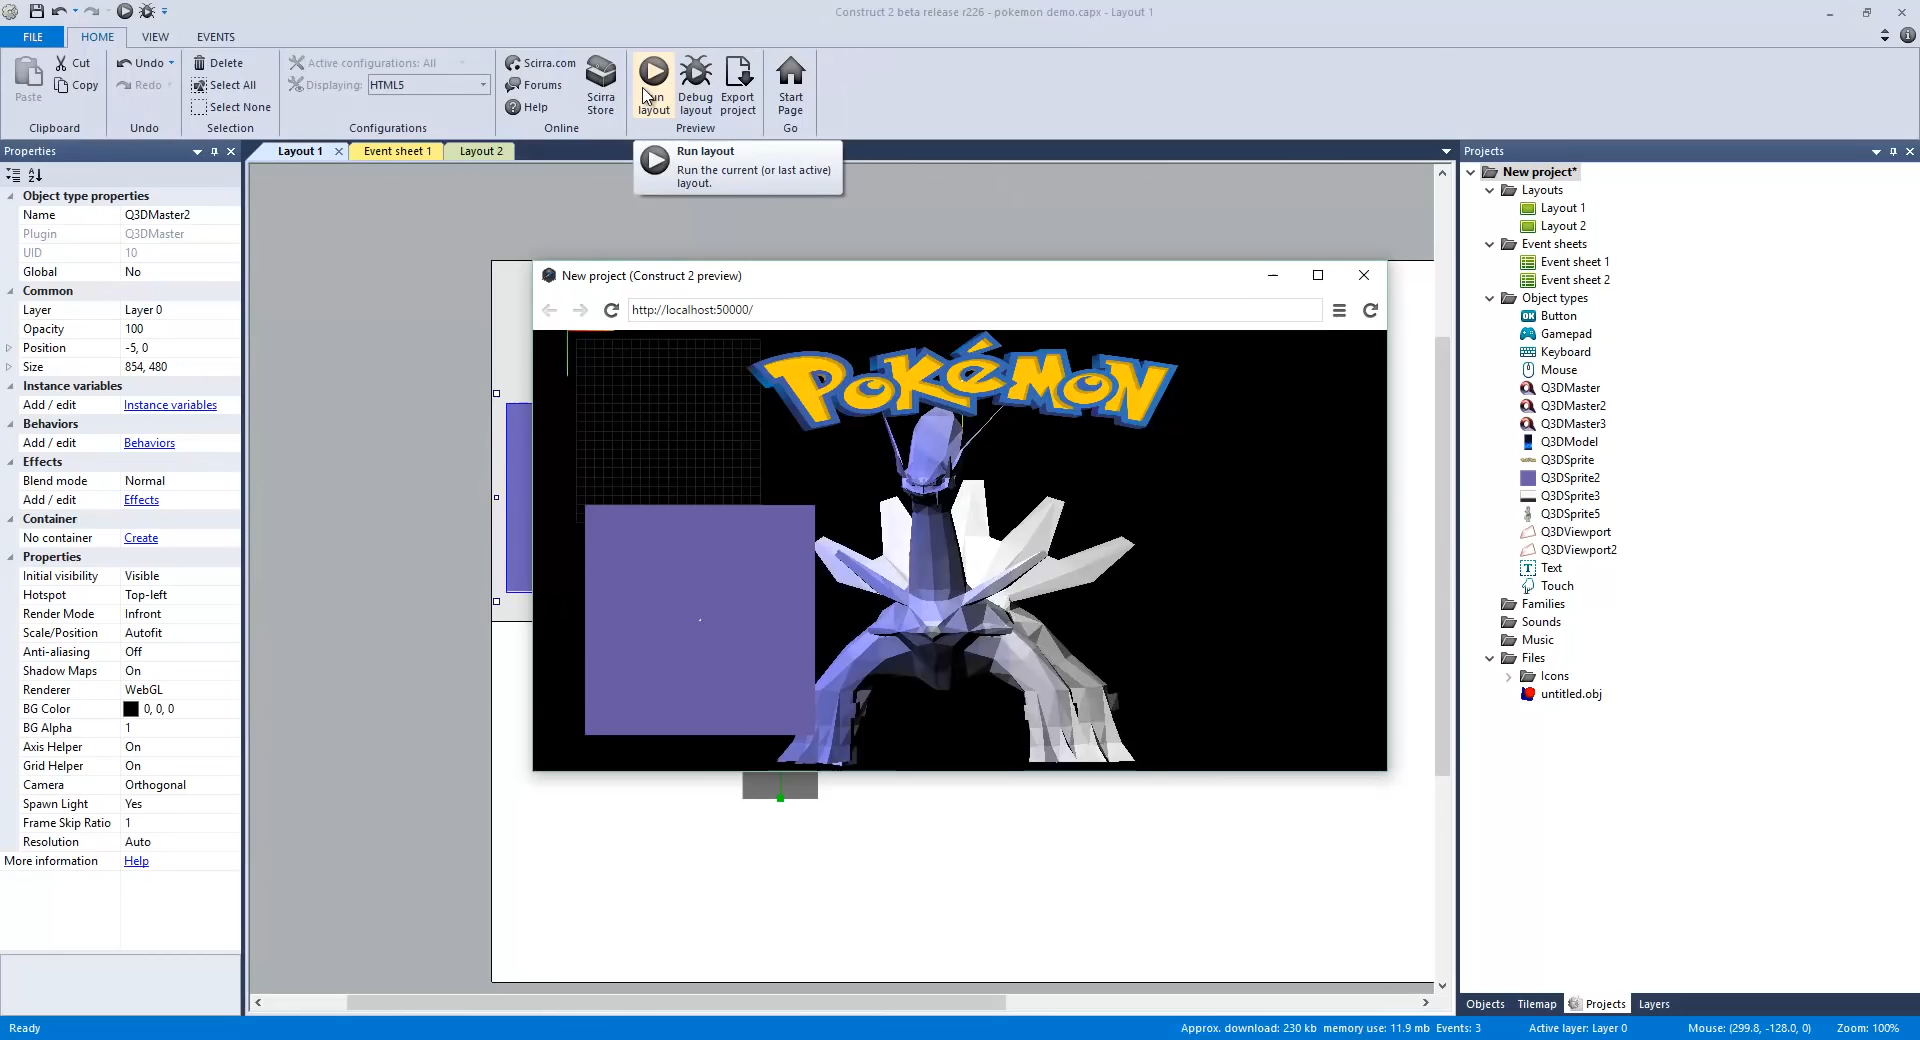 Construct 2 beta release r226 - pokemon demo.capx - Layout 1
FILE HOME VIEW EVENTS
Paste
Cut
Copy
Clipboard
Undo
Redo
Undo
Delete
Select All
Select None
Selection
Active configurations: All
Displaying: HTML5
Configurations
Scirra.com
Forums
Help
Scirra Store
Online
layout
Debug layout
Export project
Preview
Start Page
Go
Properties
Layout 1
Event sheet 1
Layout 2
Run layout
Run the current (or last active)
layout.
Object type properties
Name Q3DMaster2
Plugin Q3DMaster
UID 10
Global No
Common
Layer Layer 0
Opacity 100
Position -5, 0
Size 854, 480
Instance variables
Add / edit Instance variables
Behaviors
Add / edit Behaviors
Effects
Blend mode Normal
Add / edit Effects
Container
No container Create
Properties
Initial visibility Visible
Hotspot Top-left
Render Mode Infront
Scale/Position Autofit
Anti-aliasing Off
Shadow Maps On
Renderer WebGL
BG Color 0, 0, 0
BG Alpha 1
Axis Helper On
Grid Helper On
Camera Orthogonal
Spawn Light Yes
Frame Skip Ratio 1
Resolution Auto
More information Help
New project (Construct 2 preview)
http://localhost:50000/
POKéMON
Projects
New project*
Layouts
Layout 1
Layout 2
Event sheets
Event sheet 1
Event sheet 2
Object types
OK Button
Gamepad
Keyboard
Mouse
Q3DMaster
Q3DMaster2
Q3DMaster3
Q3DModel
Q3DSprite
Q3DSprite2
Q3DSprite3
Q3DSprite5
Q3DViewport
Q3DViewport2
T Text
Touch
Families
Sounds
Music
Files
Icons
untitled.obj
Objects Tilemap Projects Layers
Ready
Approx. download: 230 kb memory use: 11.9 mb Events: 3 Active layer: Layer 0 Mouse: (299.8, -128.0, 0) Zoom: 100%